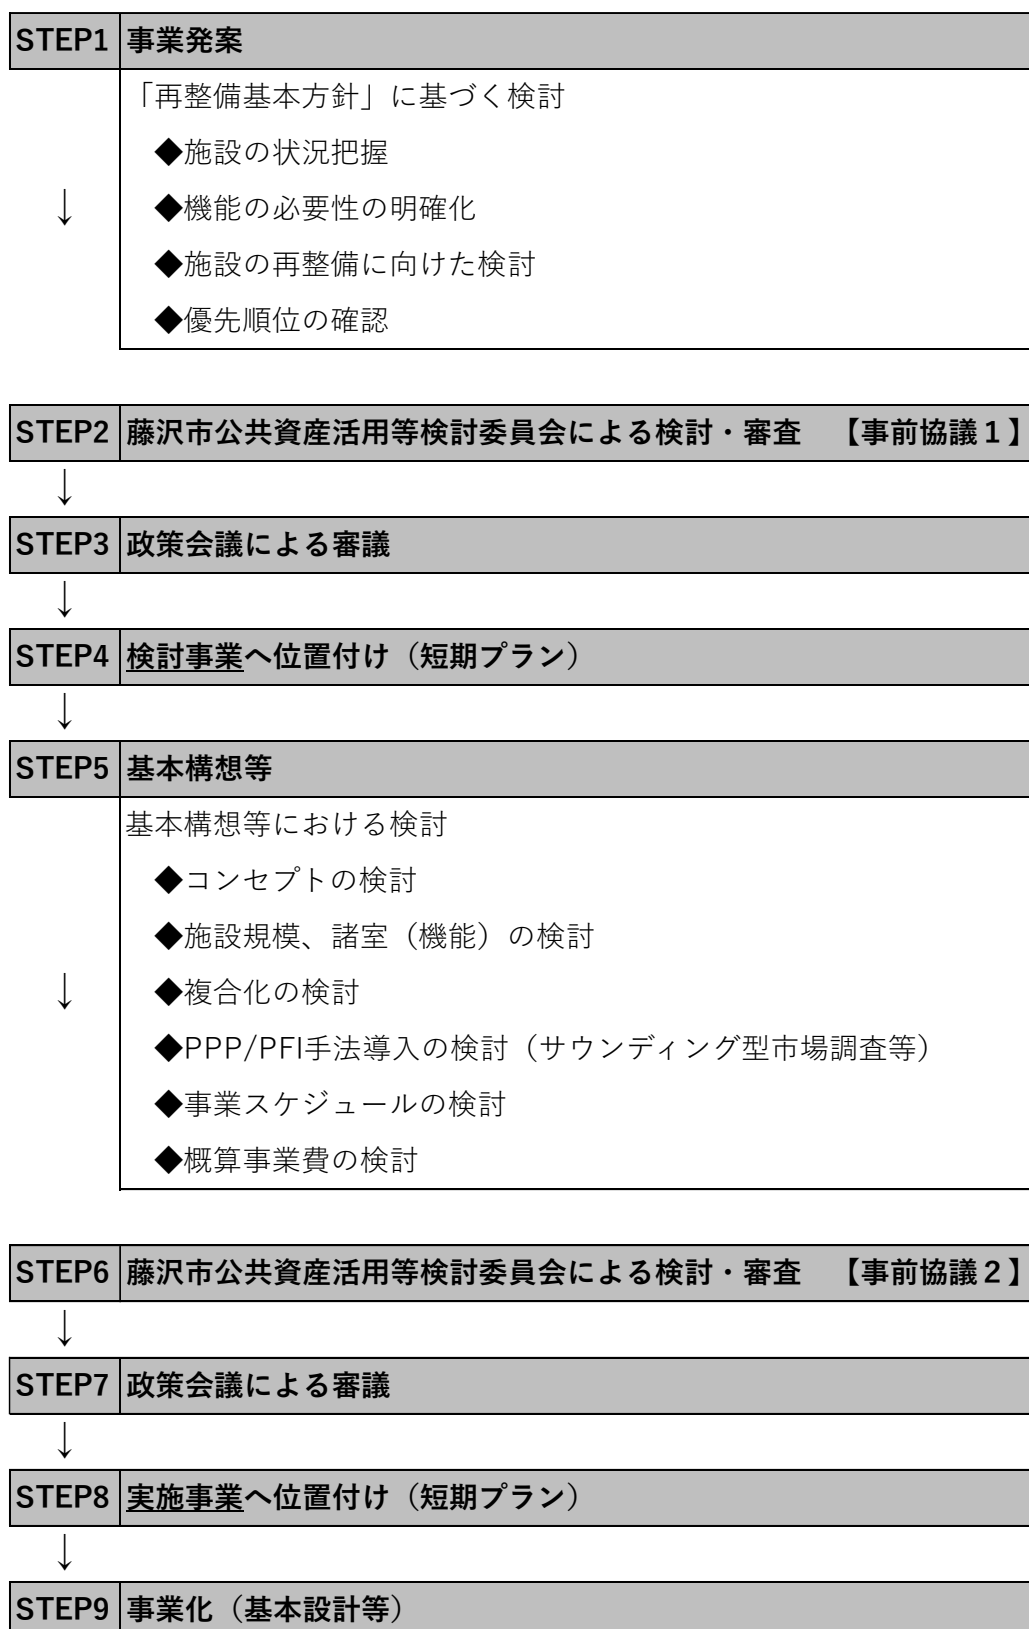 STEP1 事業発案
「再整備基本方針」に基づく検討
◆施設の状況把握
↓ ◆機能の必要性の明確化
◆施設の再整備に向けた検討
◆優先順位の確認
STEP2 藤沢市公共資産活用等検討委員会による検討・審査　【事前協議１】
↓
STEP3 政策会議による審議
↓
STEP4 検討事業へ位置付け（短期プラン）
↓
STEP5 基本構想等
基本構想等における検討
◆コンセプトの検討
◆施設規模、諸室（機能）の検討
↓ ◆複合化の検討
◆PPP/PFI手法導入の検討（サウンディング型市場調査等）
◆事業スケジュールの検討
◆概算事業費の検討
STEP6 藤沢市公共資産活用等検討委員会による検討・審査　【事前協議２】
↓
STEP7 政策会議による審議
↓
STEP8 実施事業へ位置付け（短期プラン）
↓
STEP9 事業化（基本設計等）